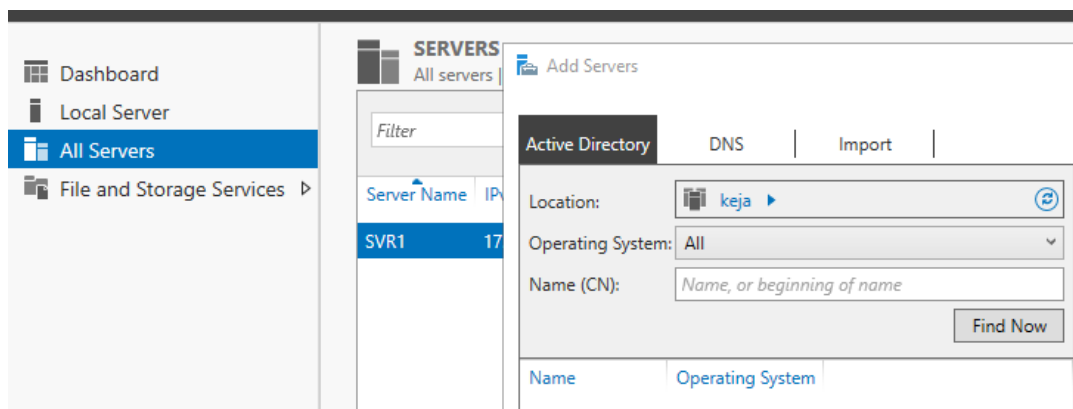 Dashboard
Local Server
All Servers
File and Storage Services
SERVERS
All servers |
Filter
Server Name
SVR1 17
Add Servers
Active Directory DNS Import
Location: keja
Operating System: All
Name (CN): Name, or beginning of name
Find Now
Name Operating System